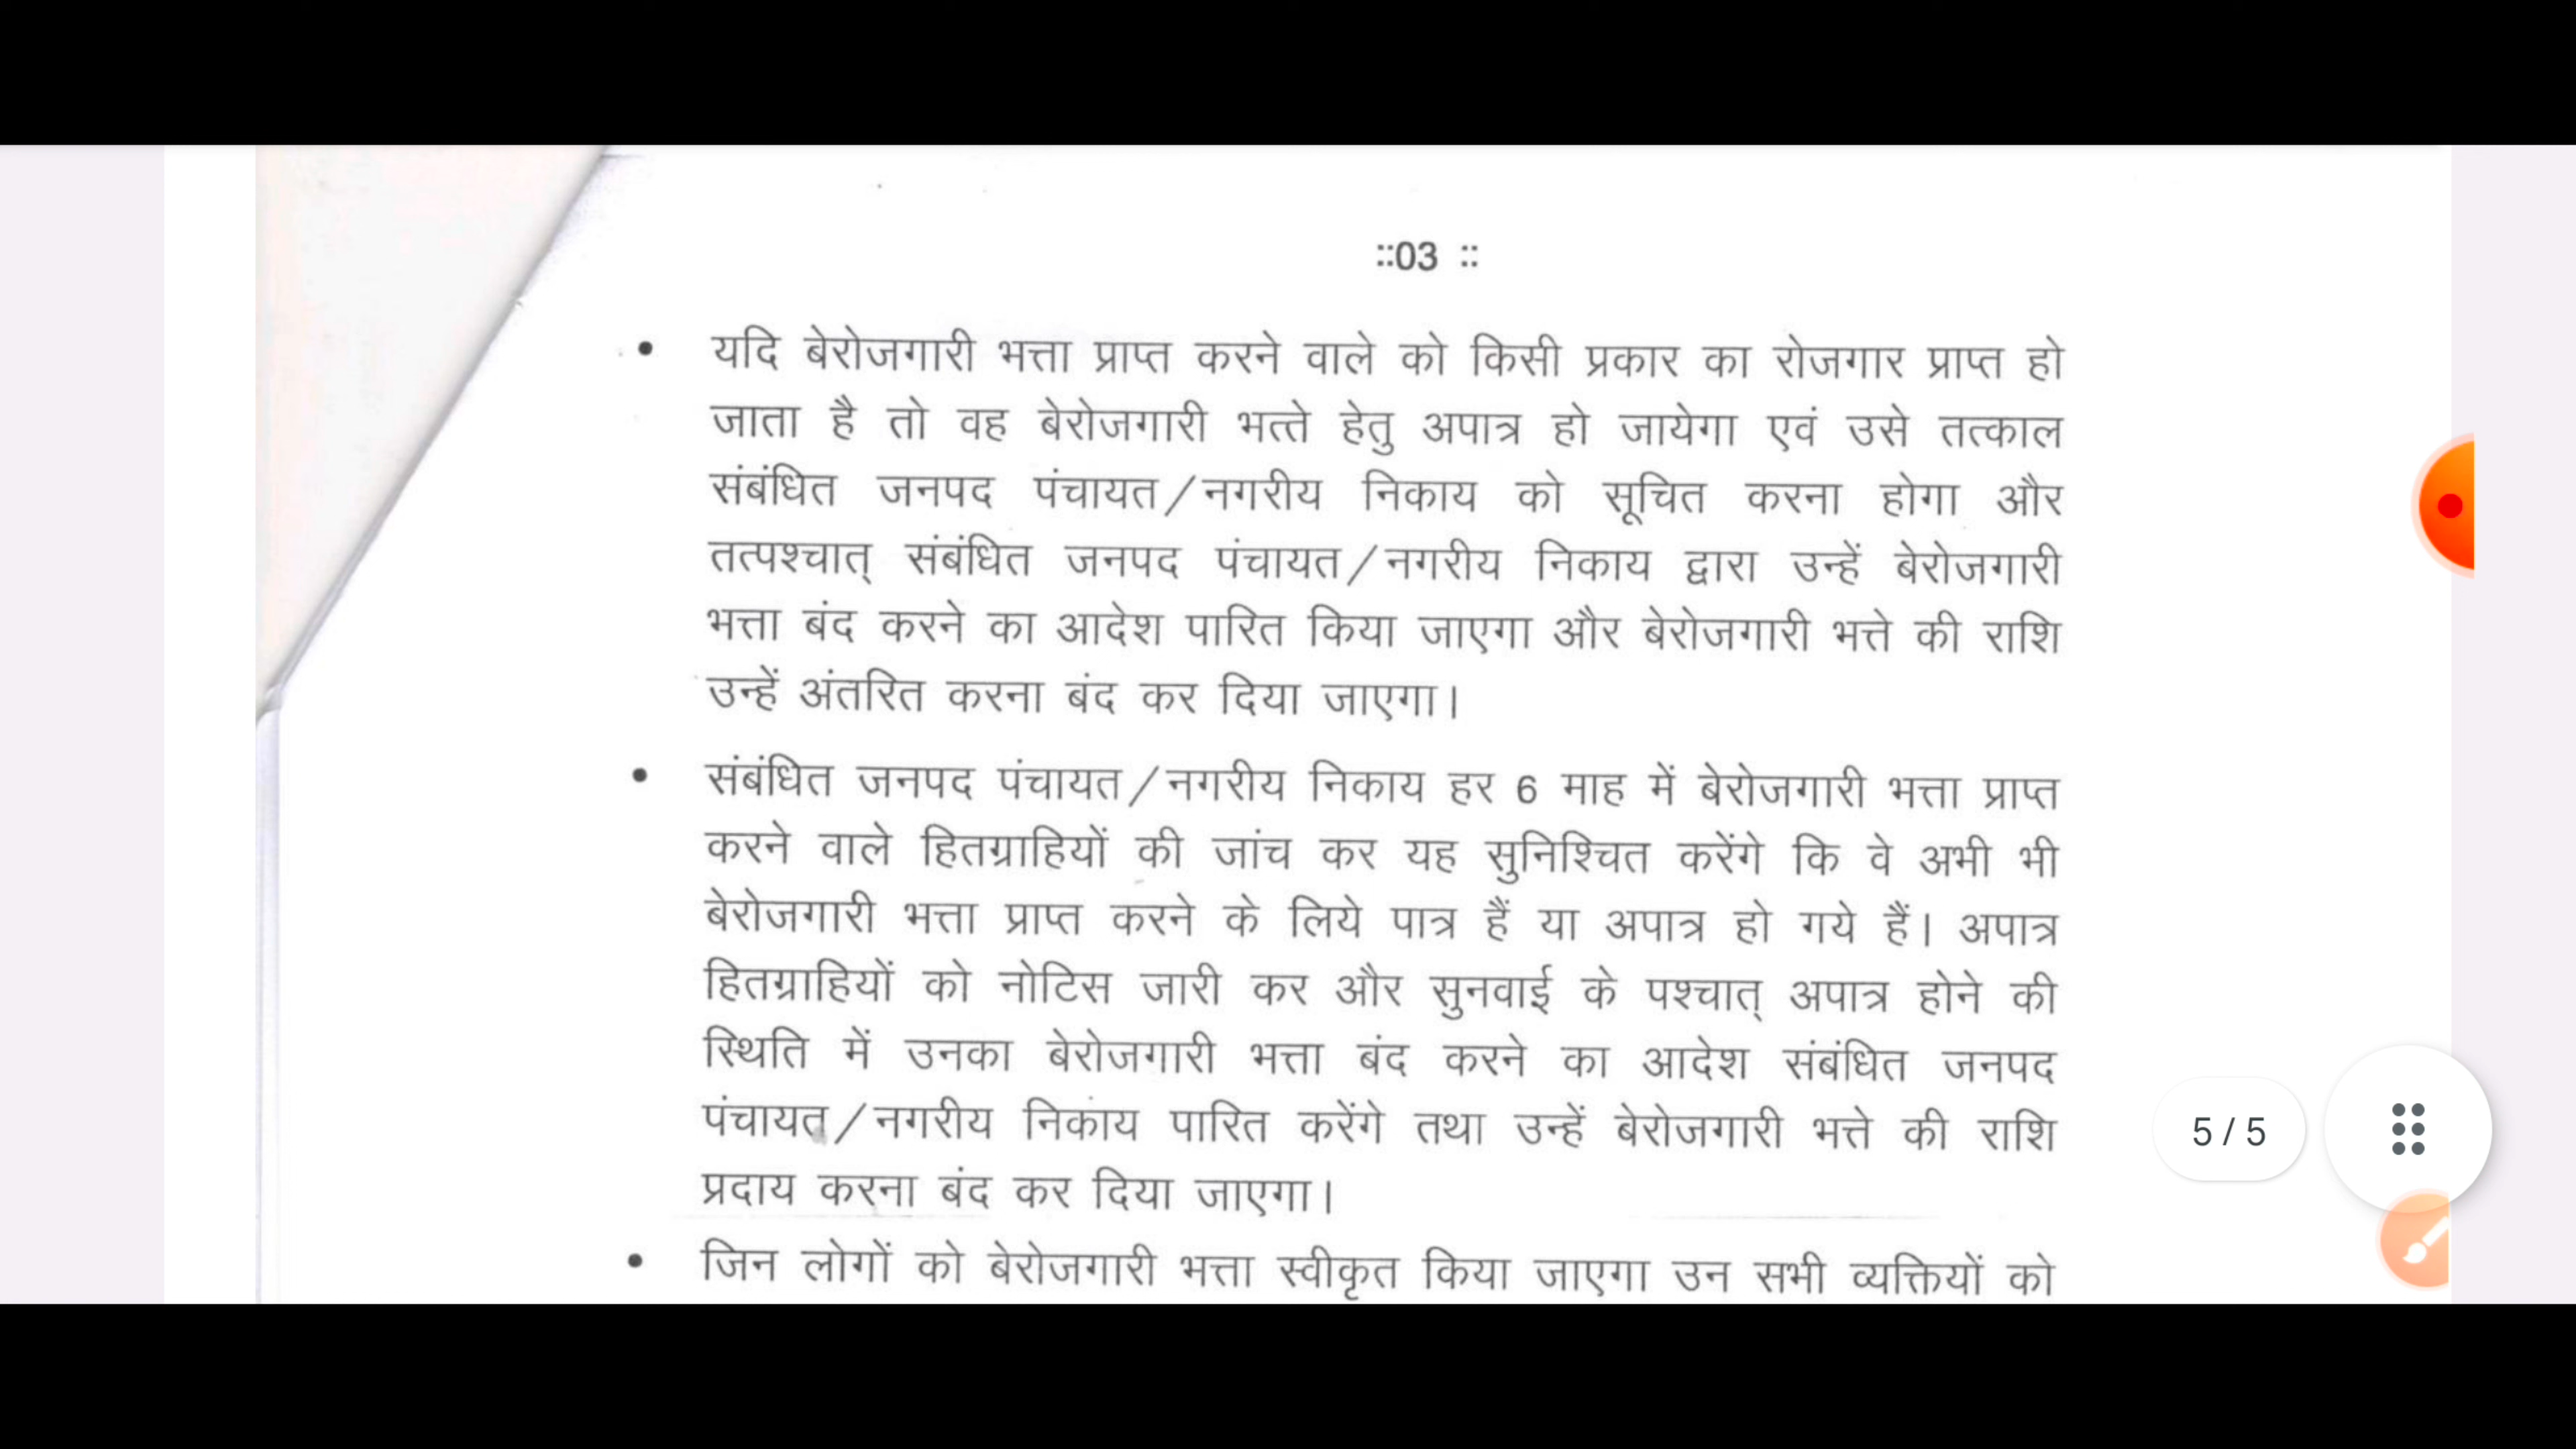 ::03 ::
• यदि बेरोजगारी भत्ता प्राप्त करने वाले को किसी प्रकार का रोजगार प्राप्त हो
जाता है तो वह बेरोजगारी भत्ते हेतु अपात्र हो जायेगा एवं उसे तत्काल
संबंधित जनपद पंचायत/नगरीय निकाय को सूचित करना होगा और
तत्पश्चात् संबंधित जनपद पंचायत/नगरीय निकाय द्वारा उन्हें बेरोजगारी
भत्ता बंद करने का आदेश पारित किया जाएगा और बेरोजगारी भत्ते की राशि
उन्हें अंतरित करना बंद कर दिया जाएगा।
• संबंधित जनपद पंचायत/नगरीय निकाय हर 6 माह में बेरोजगारी भत्ता प्राप्त
करने वाले हितग्राहियों की जांच कर यह सुनिश्चित करेंगे कि वे अभी भी
बेरोजगारी भत्ता प्राप्त करने के लिये पात्र हैं या अपात्र हो गये हैं। अपात्र
हितग्राहियों को नोटिस जारी कर और सुनवाई के पश्चात् अपात्र होने की
स्थिति में उनका बेरोजगारी भत्ता बंद करने का आदेश संबंधित जनपद
पंचायत/नगरीय निकाय पारित करेंगे तथा उन्हें बेरोजगारी भत्ते की राशि
प्रदाय करना बंद कर दिया जाएगा।
• जिन लोगों को बेरोजगारी भत्ता स्वीकृत किया जाएगा उन सभी व्यक्तियों को
5 / 5